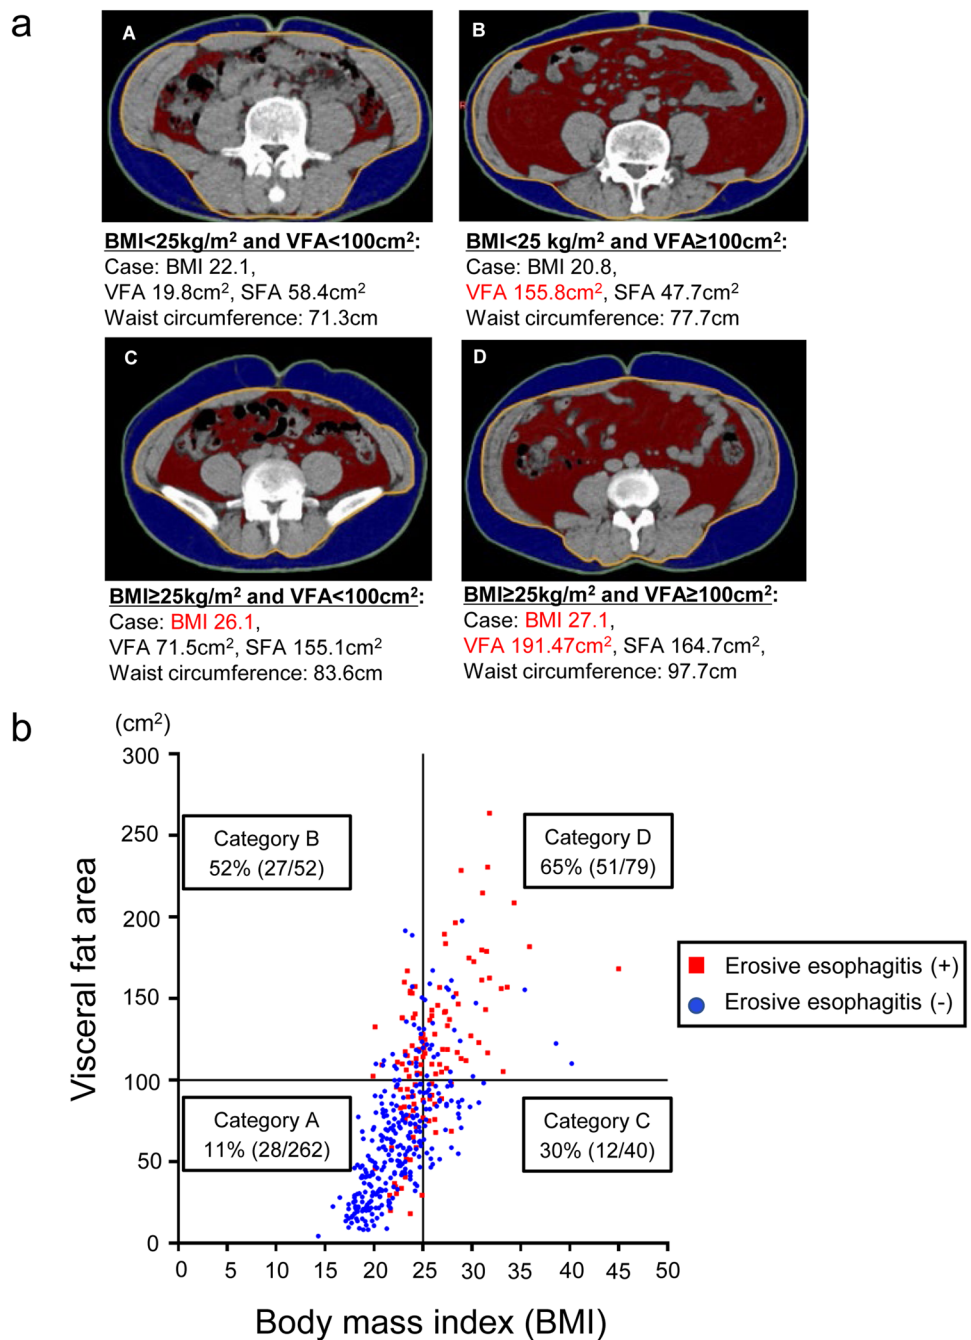 a
A
B
R
BMI<25kg/m² and VFA<100cm²:
Case: BMI 22.1,
VFA 19.8cm², SFA 58.4cm²
Waist circumference: 71.3cm
BMI<25 kg/m² and VFA≥100cm²:
Case: BMI 20.8,
VFA 155.8cm², SFA 47.7cm²
Waist circumference: 77.7cm
C
D
BMI≥25kg/m² and VFA<100cm²:
Case: BMI 26.1,
VFA 71.5cm², SFA 155.1cm²
Waist circumference: 83.6cm
BMI≥25kg/m² and VFA≥100cm²:
Case: BMI 27.1,
VFA 191.47cm², SFA 164.7cm²,
Waist circumference: 97.7cm
b
(cm²)
300
250
200
150
100
50
0
Visceral fat area
Category B
52% (27/52)
Category D
65% (51/79)
Category A
11% (28/262)
Category C
30% (12/40)
Erosive esophagitis (+)
Erosive esophagitis (-)
0 5 10 15 20 25 30 35 40 45 50
Body mass index (BMI)